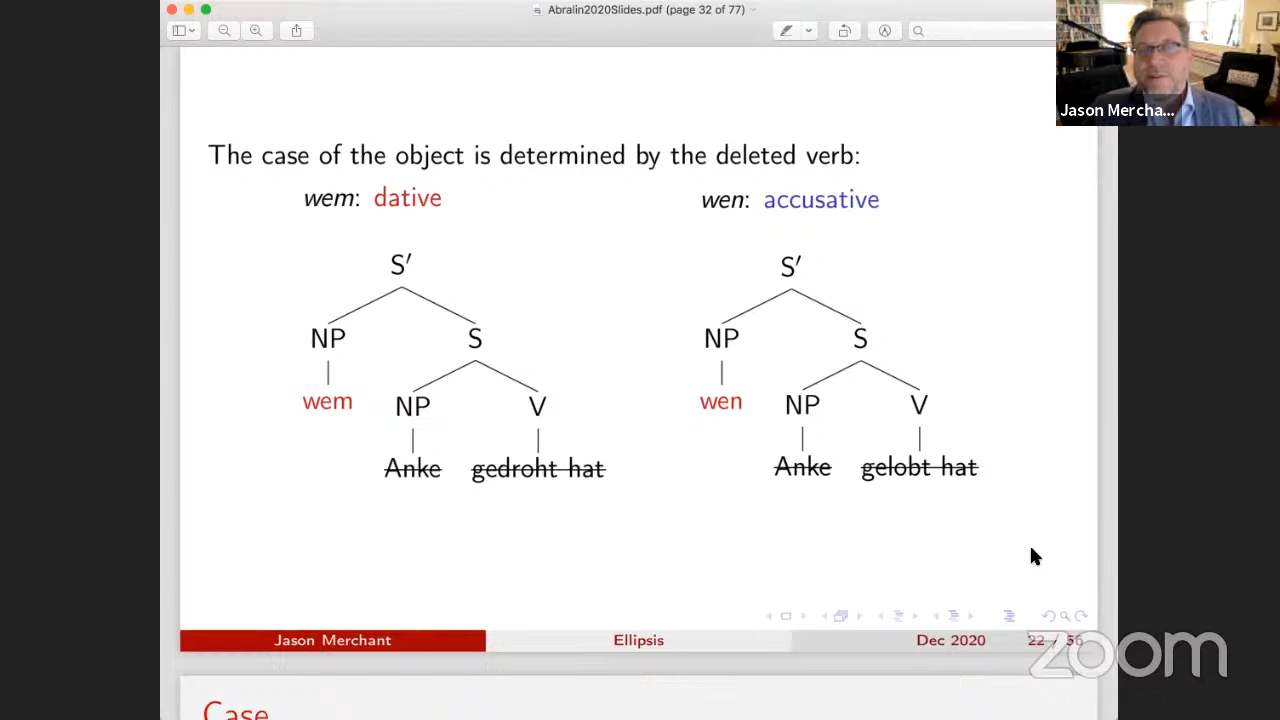 Abralin2020Slides.pdf (page 32 of 77)
Jason Mercha...
The case of the object is determined by the deleted verb:
wem: dative
wen: accusative
S′
S′
NP
S
NP
S
wem
NP
V
wen
NP
V
Anke
gedroht hat
Anke
gelobt hat
Jason Merchant
Ellipsis
Dec 2020
22 / 56
zoom
Case